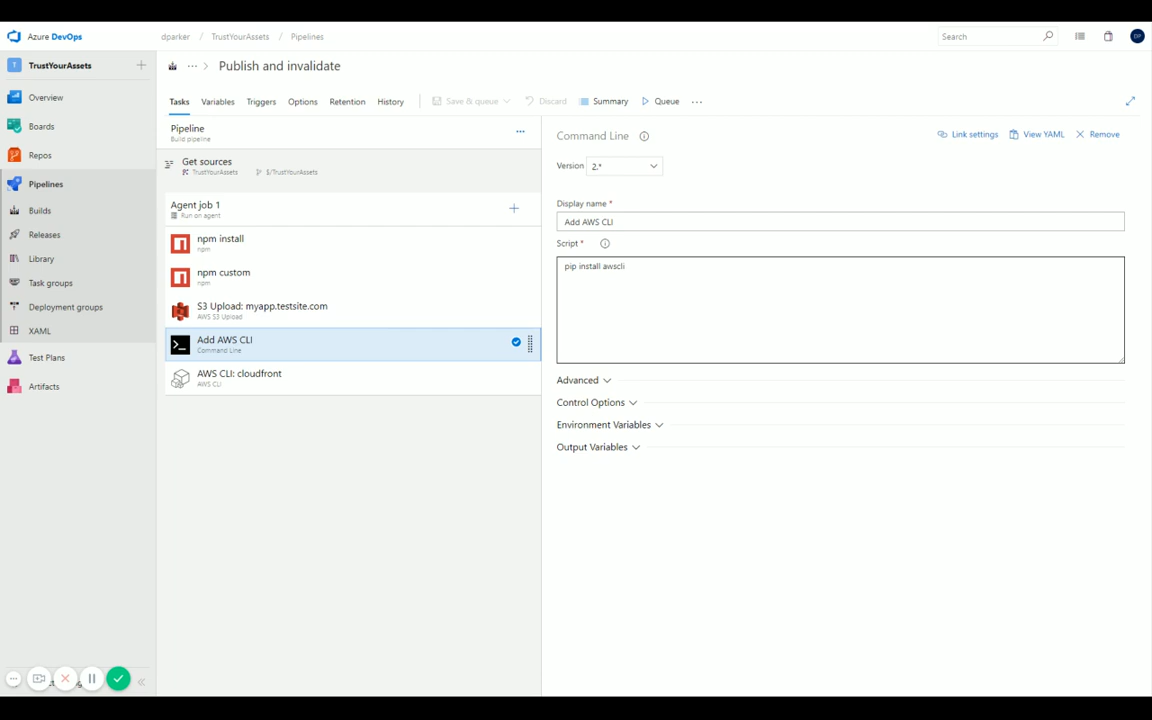 Azure DevOps
dparker / TrustYourAssets / Pipelines
Search
DP
T TrustYourAssets
Overview
Boards
Repos
Pipelines
Builds
Releases
Library
Task groups
Deployment groups
XAML
Test Plans
Artifacts
··· > Publish and invalidate
Tasks Variables Triggers Options Retention History Save & queue Discard Summary Queue ···
Pipeline
Build pipeline
Get sources
TrustYourAssets $/TrustYourAssets
Agent job 1
Run on agent
npm install
npm
npm custom
npm
S3 Upload: myapp.testsite.com
AWS S3 Upload
Add AWS CLI
Command Line
AWS CLI: cloudfront
AWS CLI
Command Line
Link settings View YAML Remove
Version 2.*
Display name *
Add AWS CLI
Script *
pip install awscli
Advanced
Control Options
Environment Variables
Output Variables